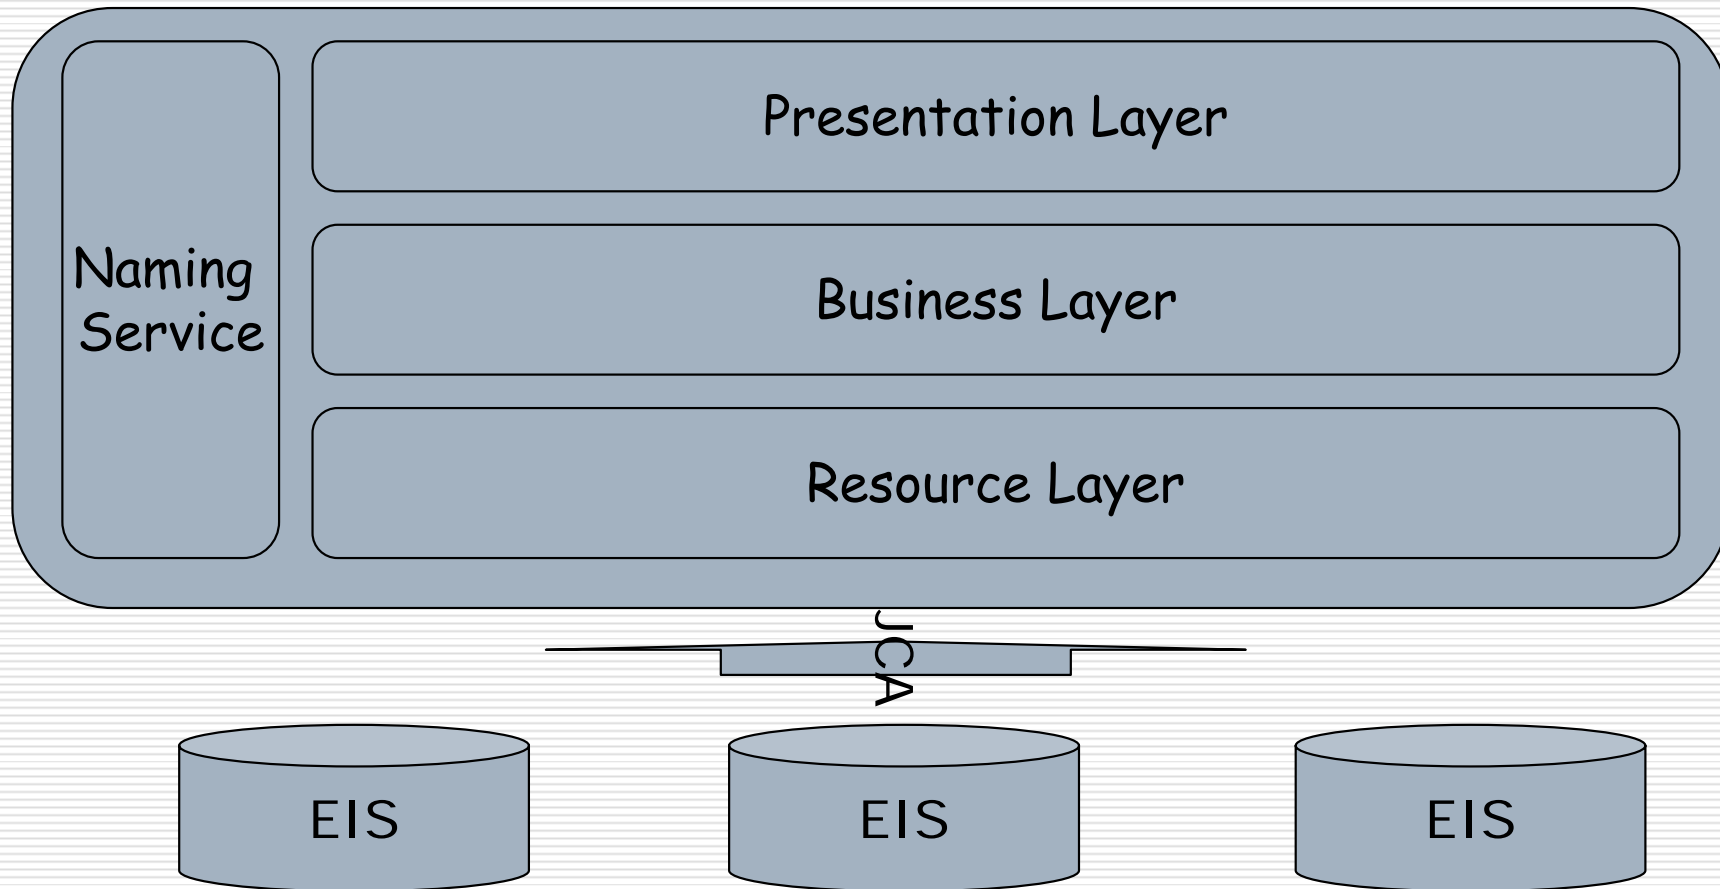 Presentation Layer
Naming
Service
Business Layer
Resource Layer
JCA
EIS
EIS
EIS